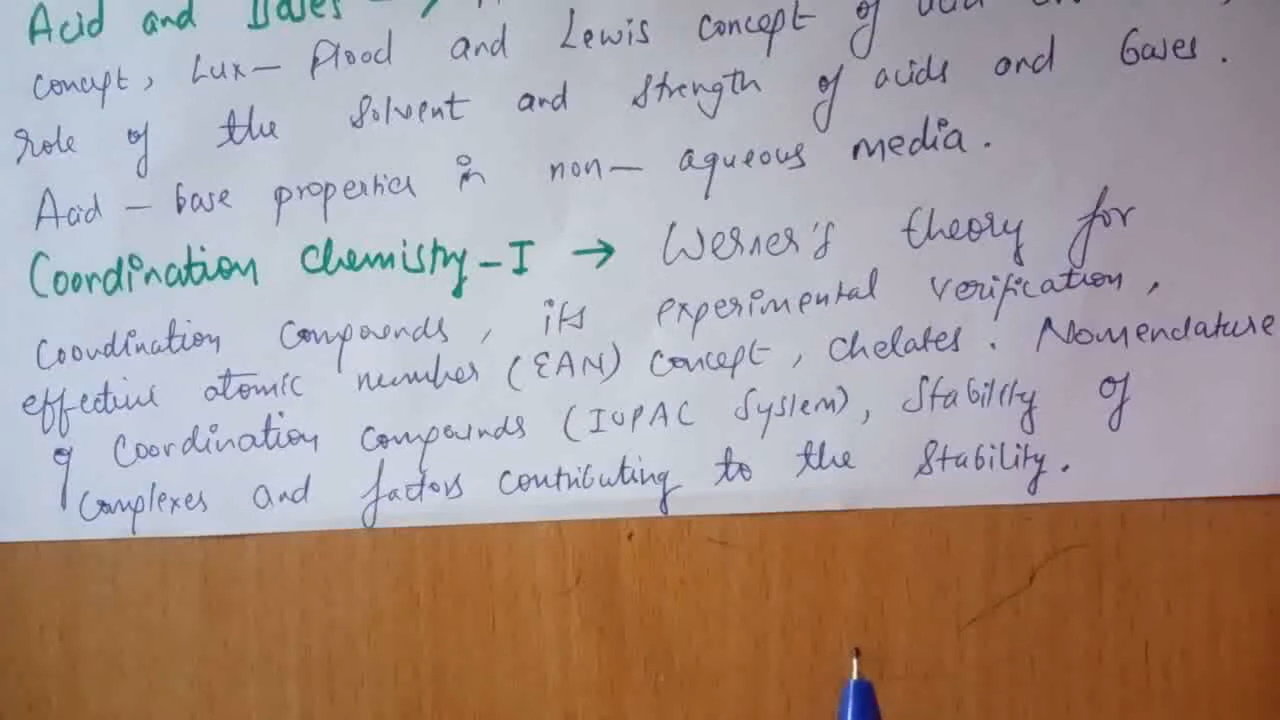 Acid and Bases →
concept, Lux - Flood and Lewis concept of acid
role of the solvent and strength of acids and bases.
Acid - base properties in non - aqueous media.
Coordination Chemistry - I → Werner's theory for
coordination compounds, its experimental verification,
effective atomic number (EAN) concept, chelates. Nomenclature
of coordination compounds (IUPAC system), stability of
complexes and factors contributing to the stability.